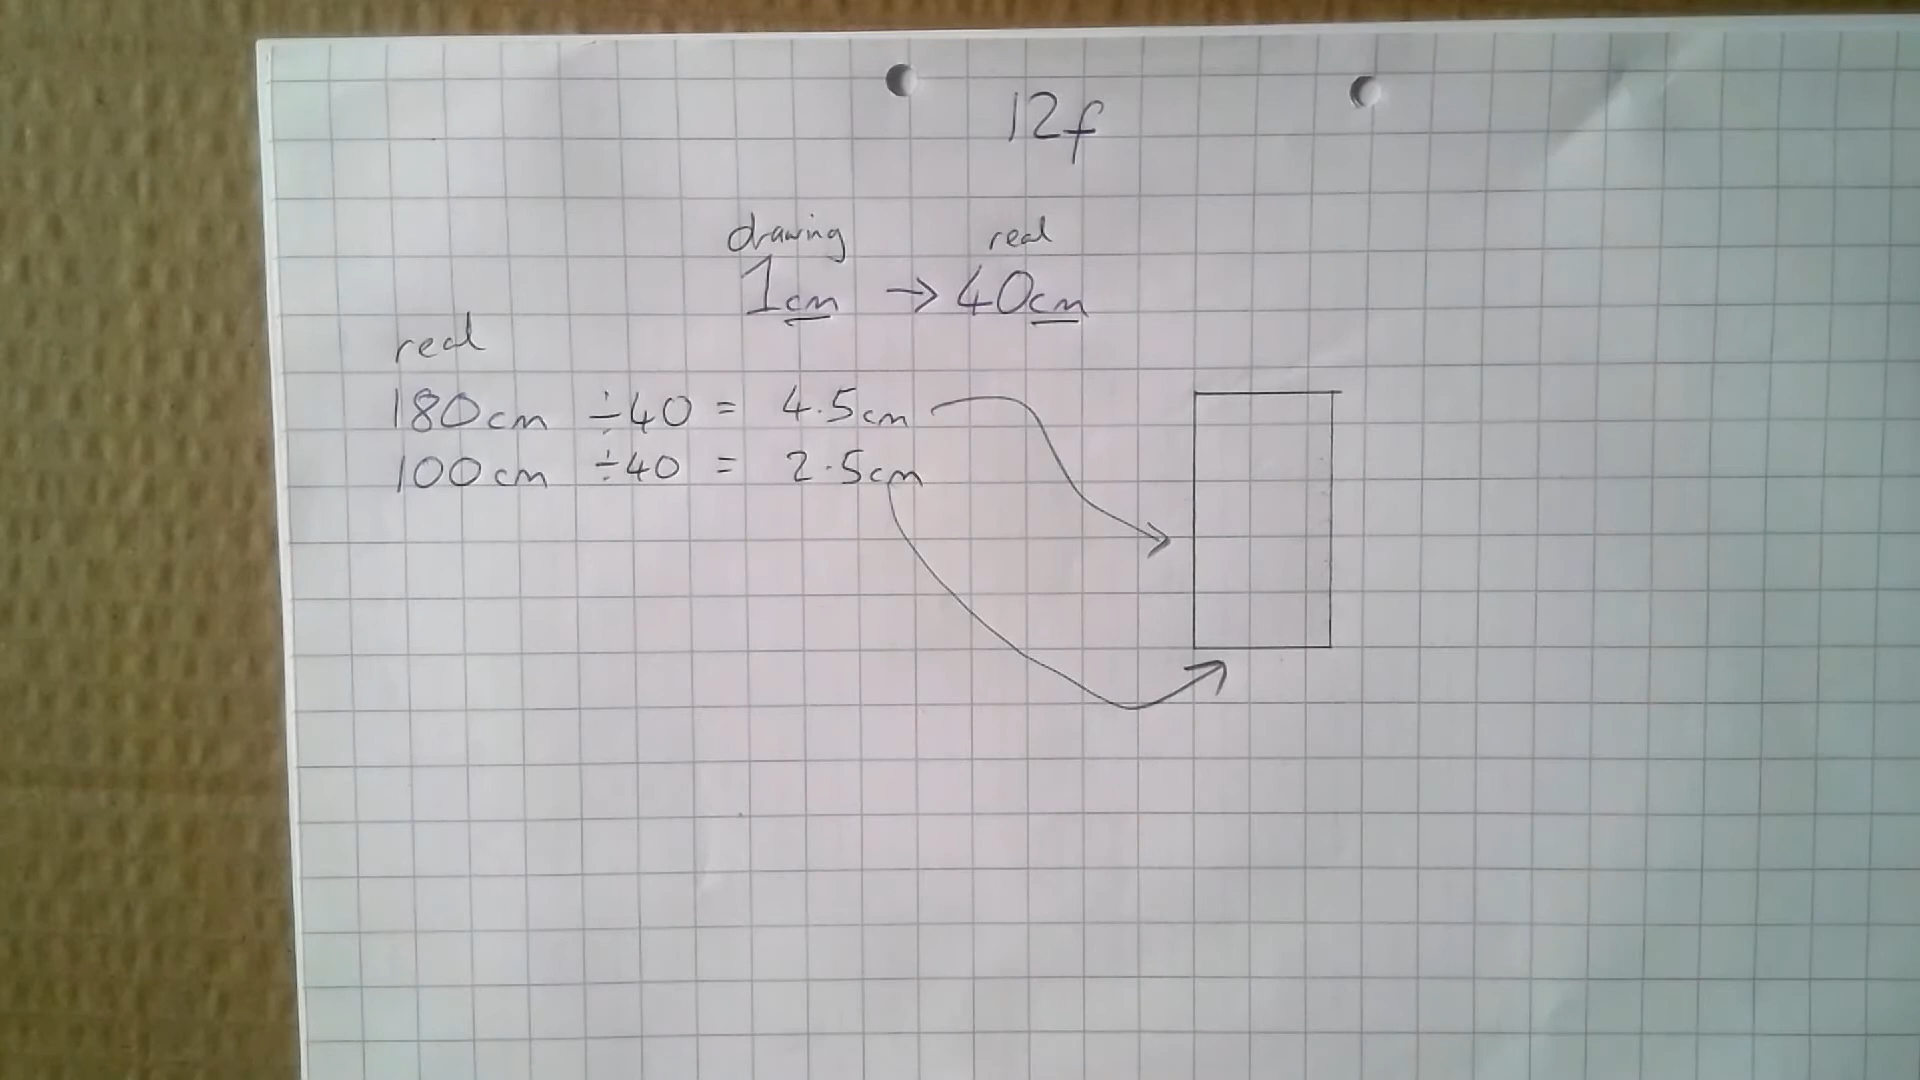 12f
drawing real
1cm → 40cm
real
180cm ÷40 = 4.5cm
100cm ÷40 = 2.5cm